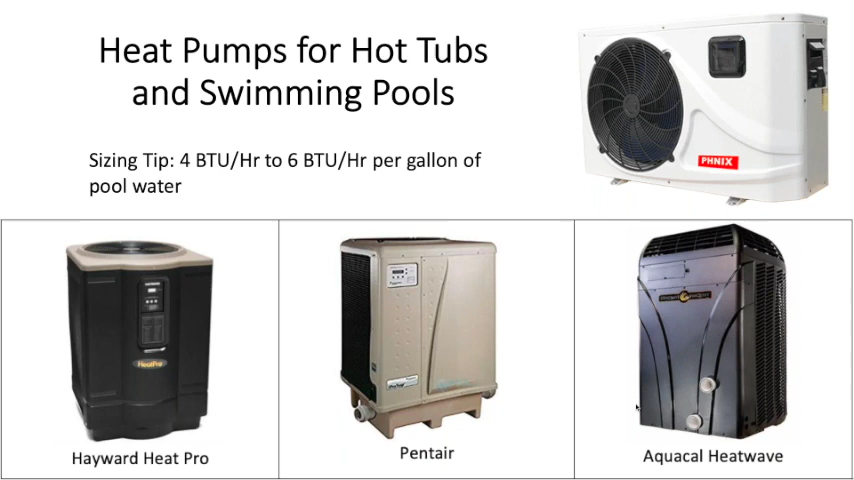 Heat Pumps for Hot Tubs
and Swimming Pools
Sizing Tip: 4 BTU/Hr to 6 BTU/Hr per gallon of
pool water
PHNIX
HeatPro
Hayward Heat Pro
Pentair
Aquacal Heatwave